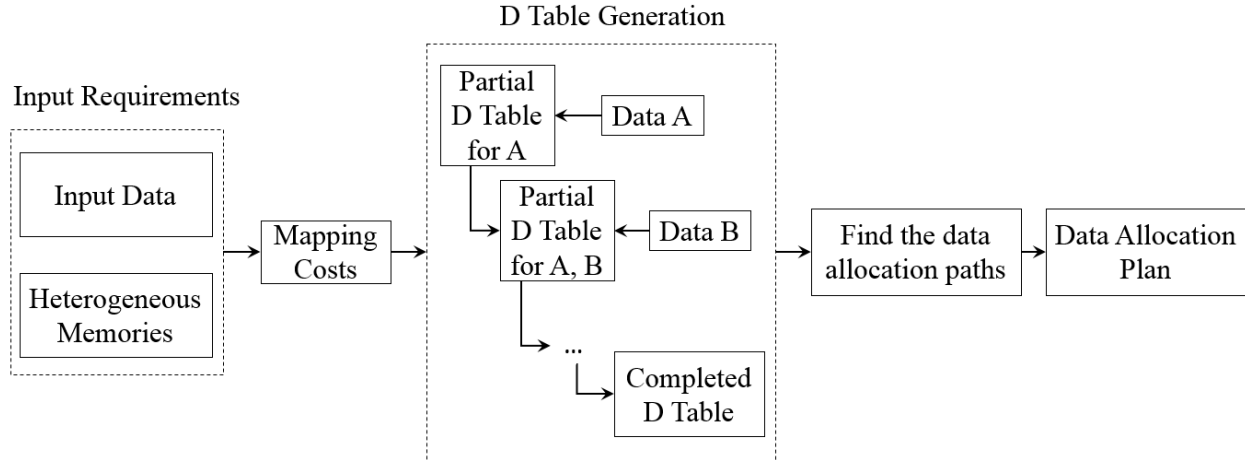 D Table Generation
Input Requirements
Input Data
Heterogeneous
Memories
Mapping
Costs
Partial
D Table
for A
Data A
Partial
D Table
for A, B
Data B
...
Completed
D Table
Find the data
allocation paths
Data Allocation
Plan